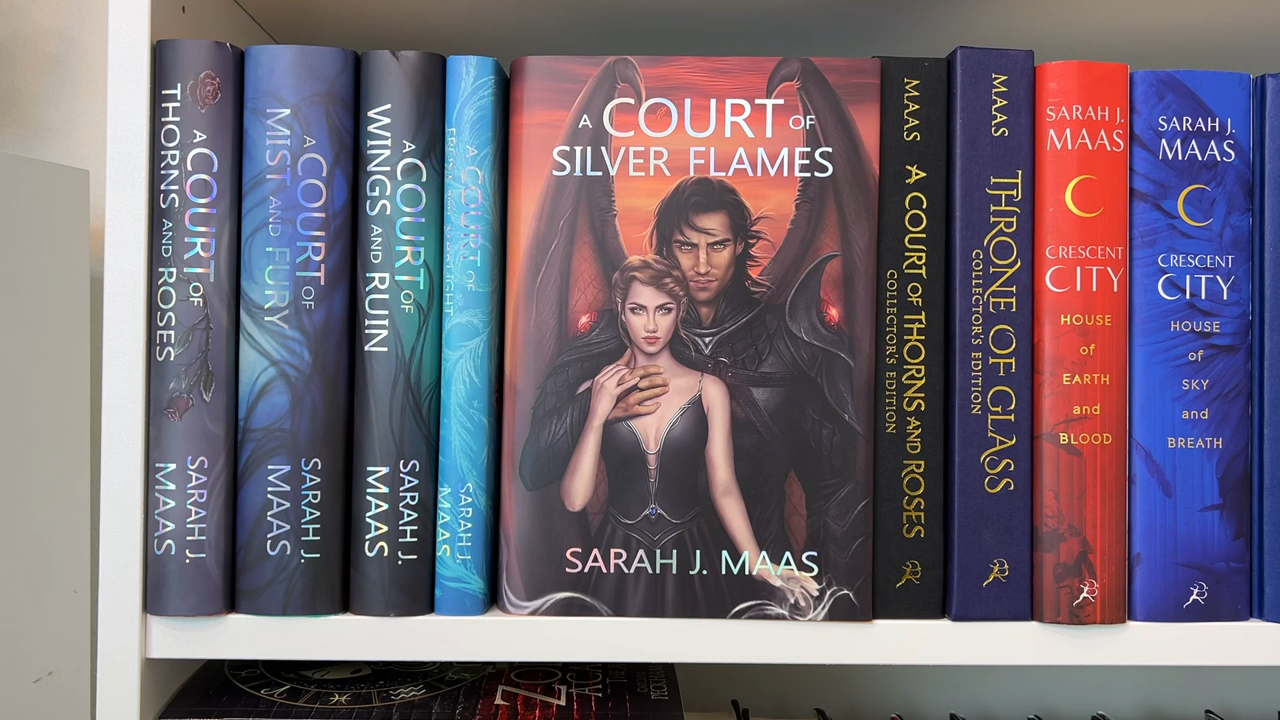 A COURT OF
THORNS AND ROSES
SARAH J.
MAAS
A COURT OF
MIST AND FURY
SARAH J.
MAAS
A COURT OF
WINGS AND RUIN
SARAH J.
MAAS
A COURT OF
SARAH J.
MAAS
A COURT OF
SILVER FLAMES
SARAH J. MAAS
MAAS A COURT OF THORNS AND ROSES
COLLECTOR'S EDITION
MAAS THRONE OF GLASS
COLLECTOR'S EDITION
SARAH J.
MAAS
CRESCENT
CITY
HOUSE
of
EARTH
and
BLOOD
SARAH J.
MAAS
CRESCENT
CITY
HOUSE
of
SKY
and
BREATH